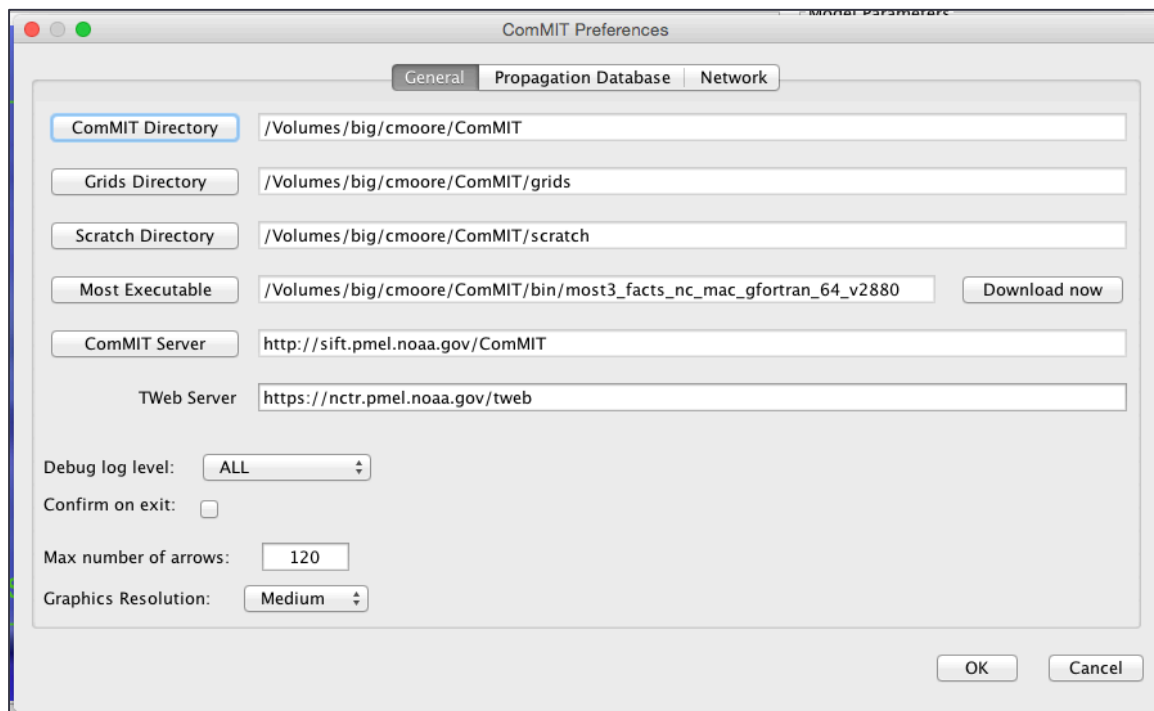 Model Parameters
ComMIT Preferences
General Propagation Database Network
ComMIT Directory /Volumes/big/cmoore/ComMIT
Grids Directory /Volumes/big/cmoore/ComMIT/grids
Scratch Directory /Volumes/big/cmoore/ComMIT/scratch
Most Executable /Volumes/big/cmoore/ComMIT/bin/most3_facts_nc_mac_gfortran_64_v2880 Download now
ComMIT Server http://sift.pmel.noaa.gov/ComMIT
TWeb Server https://nctr.pmel.noaa.gov/tweb
Debug log level: ALL
Confirm on exit:
Max number of arrows: 120
Graphics Resolution: Medium
OK Cancel